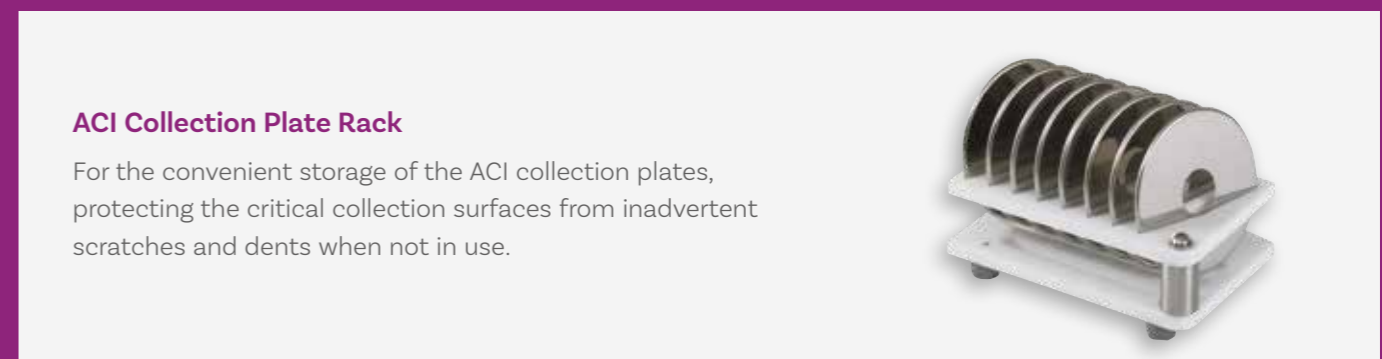 ACI Collection Plate Rack
For the convenient storage of the ACI collection plates,
protecting the critical collection surfaces from inadvertent
scratches and dents when not in use.